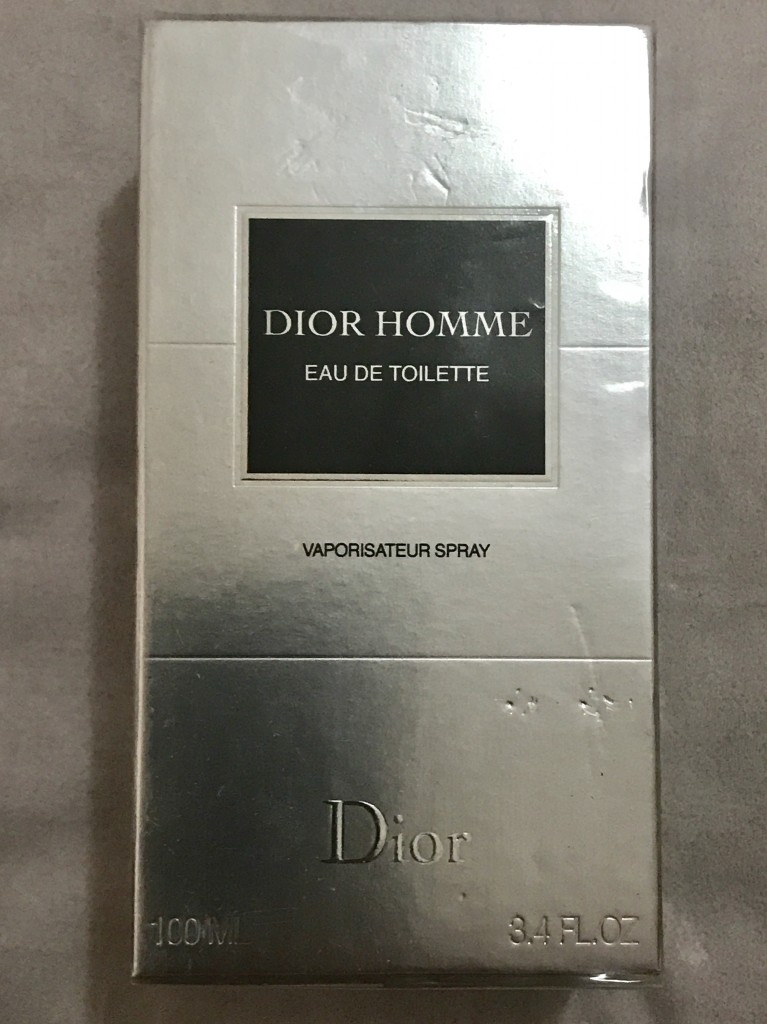 DIOR HOMME
EAU DE TOILETTE
VAPORISATEUR SPRAY
Dior
100 ML 3.4 FL.OZ